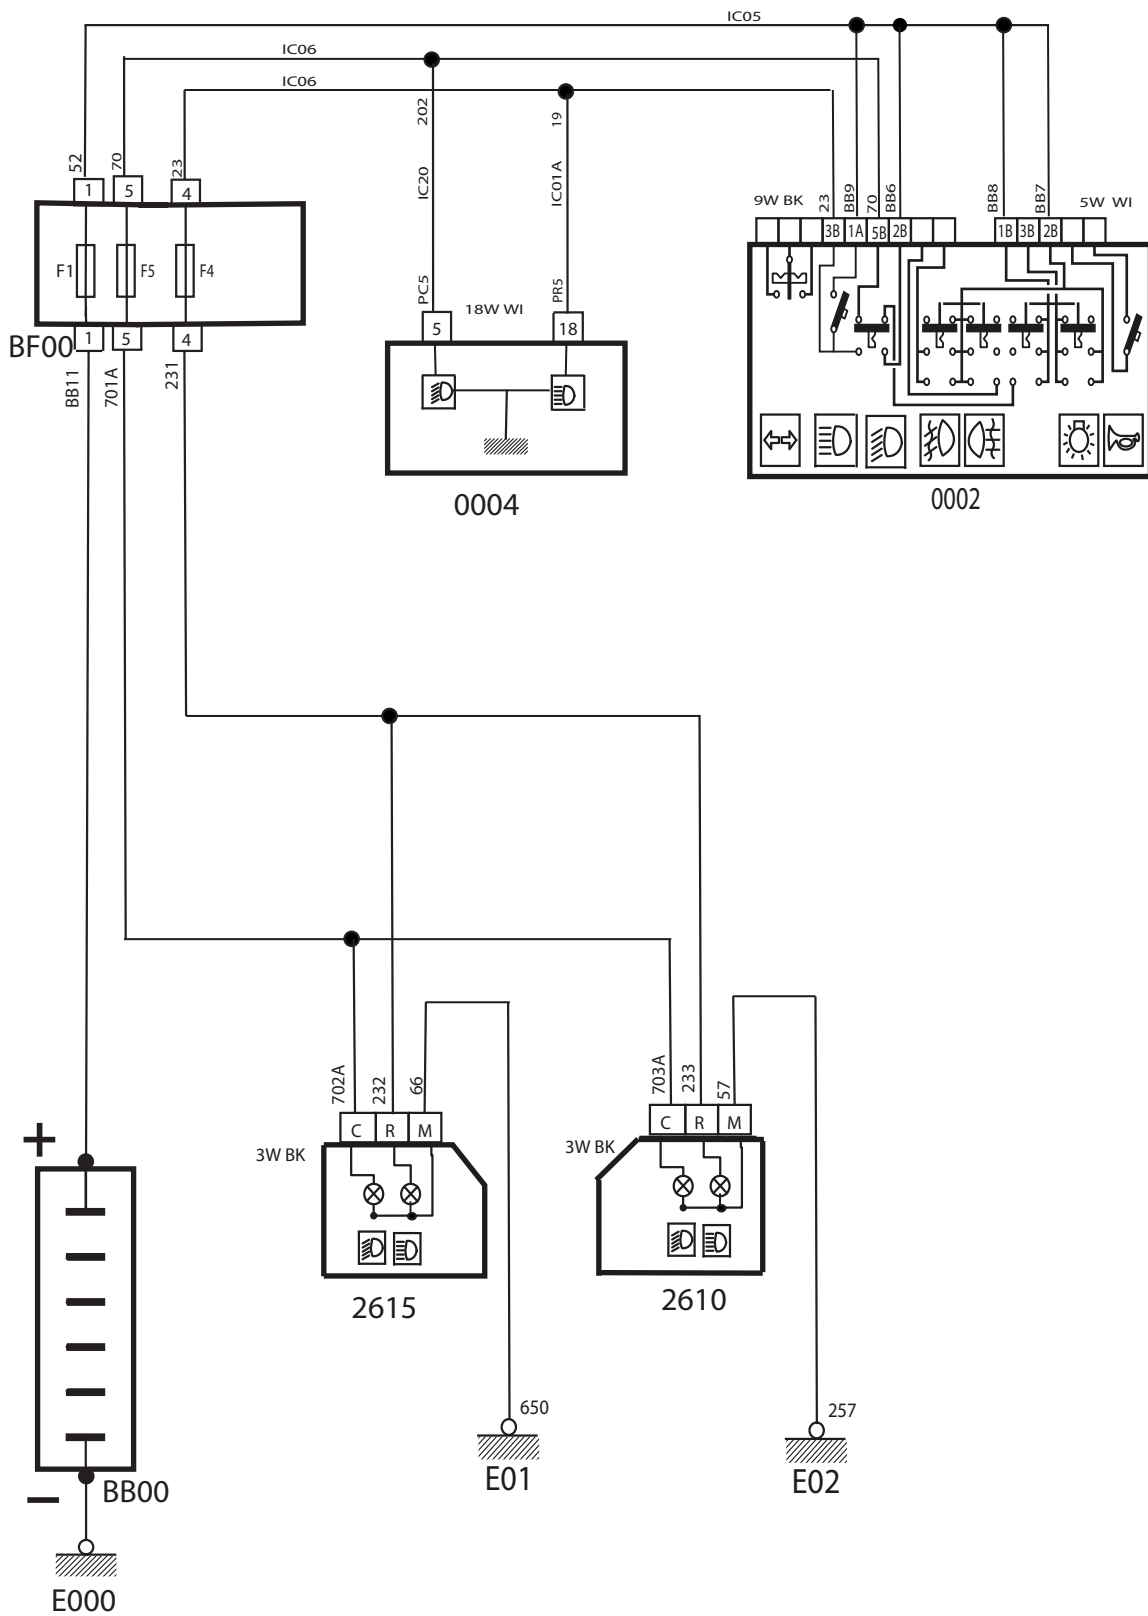 IC05
IC06
IC06
52
70
23
202
19
IC20
IC01A
PC5
PR5
18W WI
9W BK
23
BB9
70
BB6
BB8
BB7
5W WI
1
5
4
3B
1A
5B
2B
1B
3B
2B
F1
F5
F4
BF00
1
5
4
BB11
701A
231
5
18
0004
0002
702A
232
66
703A
233
57
C
R
M
C
R
M
3W BK
3W BK
2615
2610
+
650
257
E01
E02
BB00
–
E000